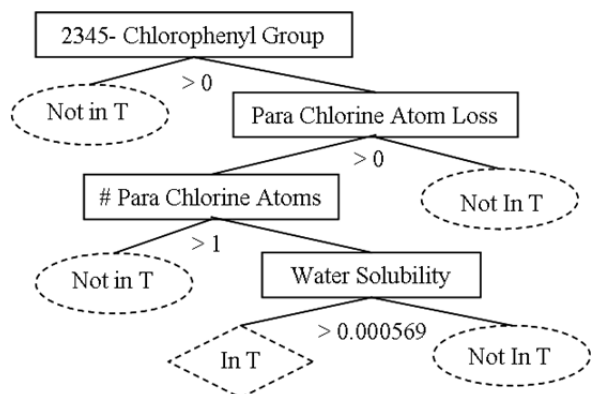 2345- Chlorophenyl Group
> 0
Not in T
Para Chlorine Atom Loss
> 0
# Para Chlorine Atoms
Not In T
> 1
Not in T
Water Solubility
> 0.000569
In T
Not In T